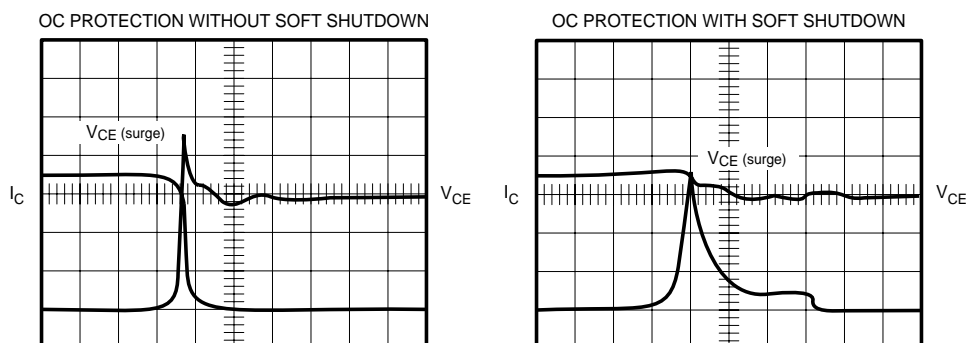 OC PROTECTION WITHOUT SOFT SHUTDOWN
VCE (surge)
IC
VCE
OC PROTECTION WITH SOFT SHUTDOWN
VCE (surge)
IC
VCE